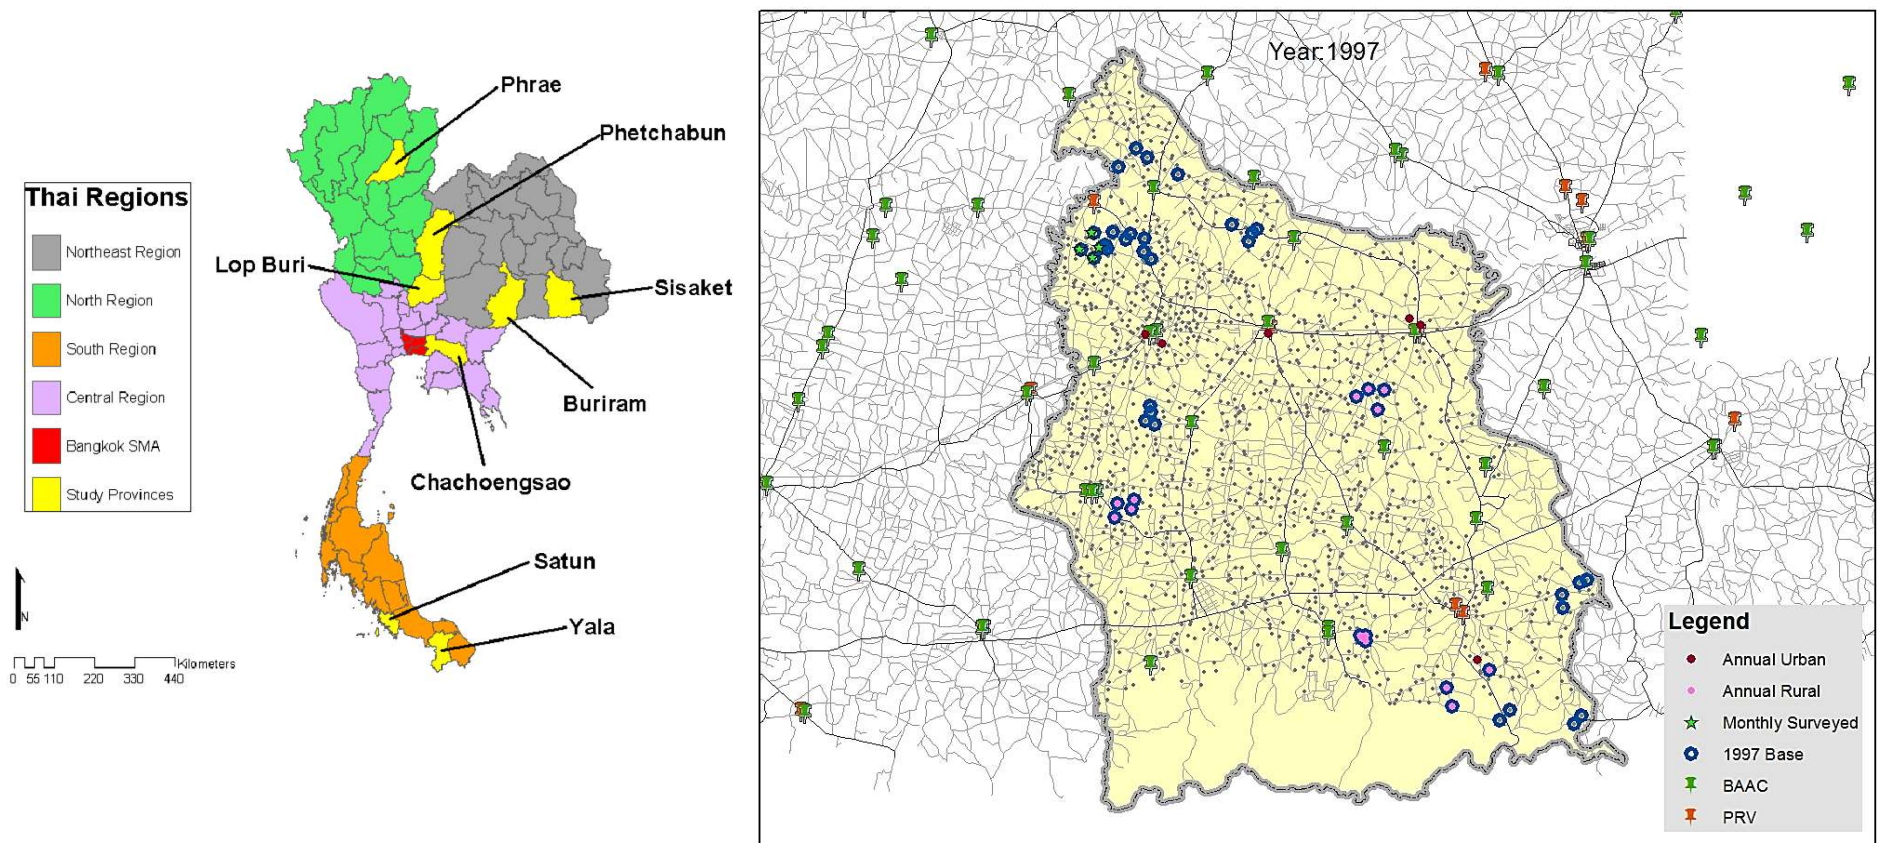 Phrae
Phetchabun
Thai Regions
Northeast Region
North Region
South Region
Central Region
Bangkok SMA
Study Provinces
Lop Buri
Sisaket
Buriram
Chachoengsao
Satun
Yala
N
Kilometers
0 55 110 220 330 440
Year:1997
Legend
Annual Urban
Annual Rural
Monthly Surveyed
1997 Base
BAAC
PRV